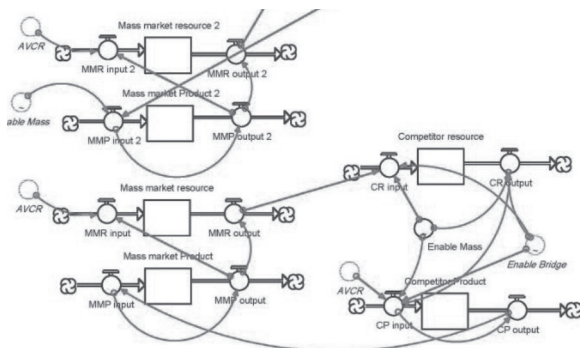 Mass market resource 2
AVCR
MMR input 2
MMR output 2
Mass market Product 2
able Mass
MMP input 2
MMP output 2
Competitor resource
CR input
CR output
Mass market resource
AVCR
MMR input
MMR output
Enable Mass
Enable Bridge
Mass market Product
MMP input
MMP output
AVCR
Competitor Product
CP input
CP output